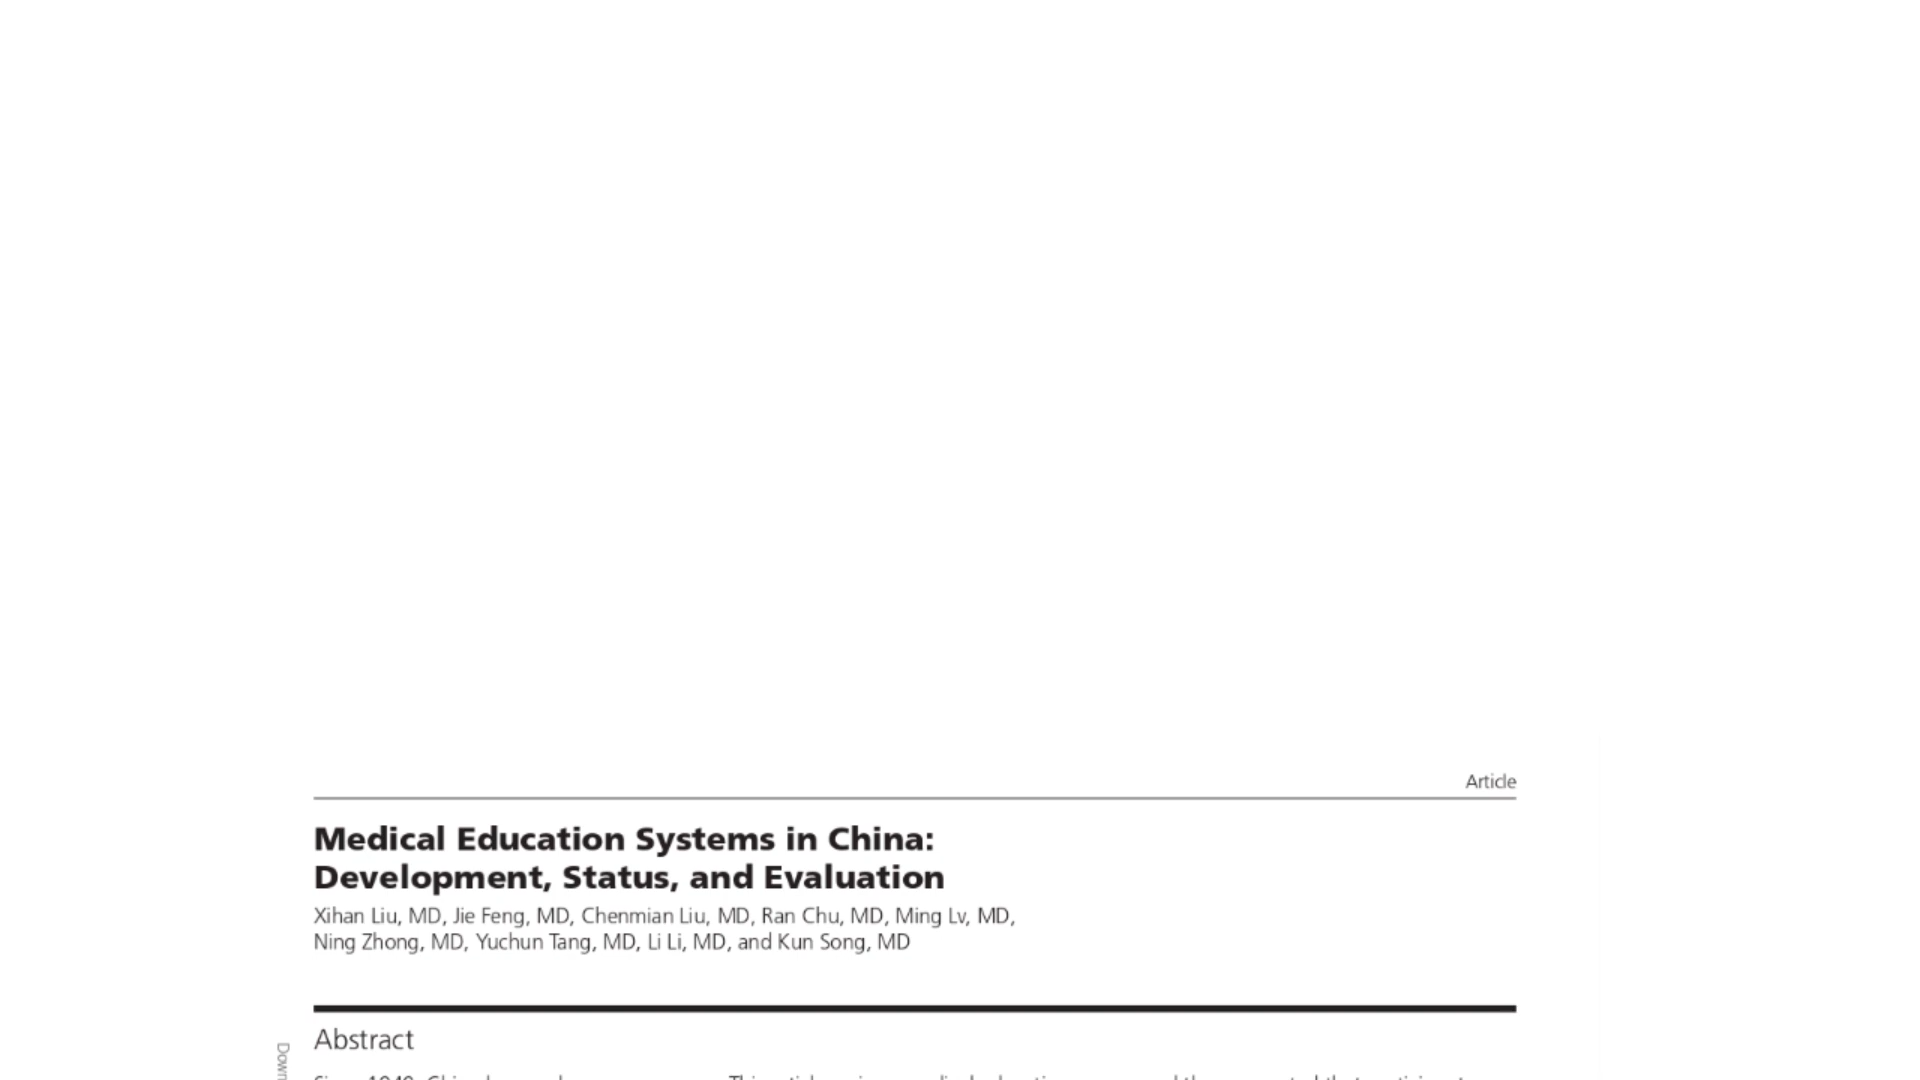 Article
Medical Education Systems in China:
Development, Status, and Evaluation
Xihan Liu, MD, Jie Feng, MD, Chenmian Liu, MD, Ran Chu, MD, Ming Lv, MD,
Ning Zhong, MD, Yuchun Tang, MD, Li Li, MD, and Kun Song, MD
Abstract